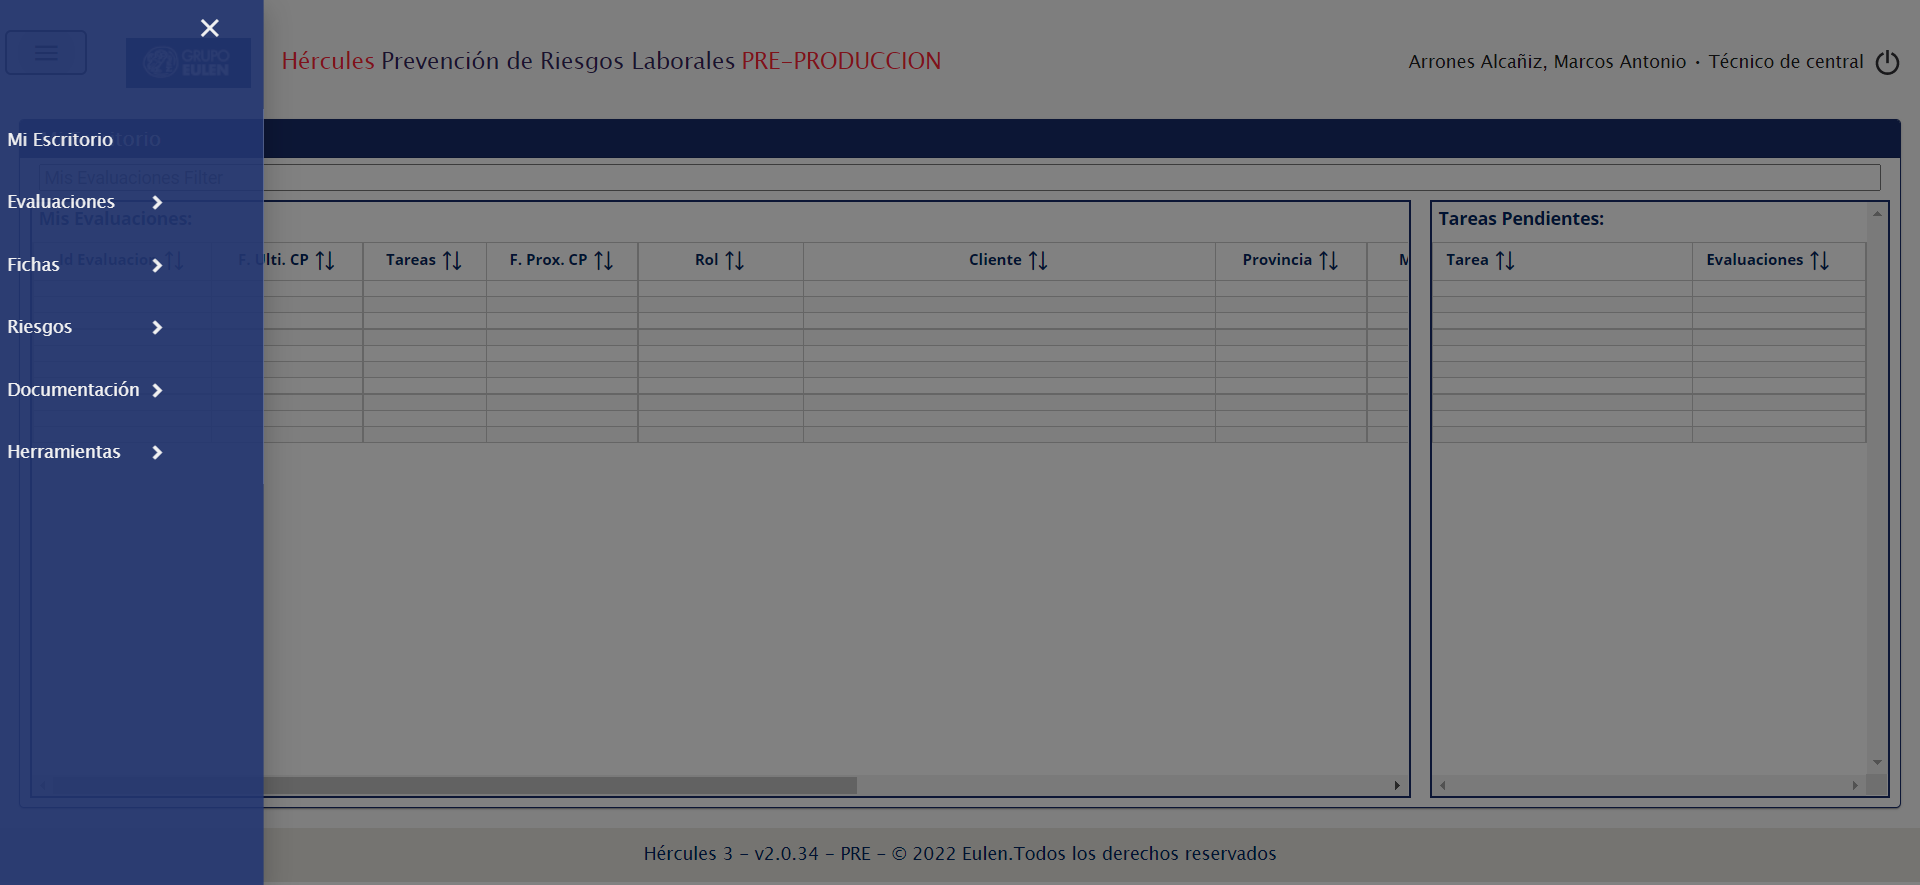 GRUPO
EULEN
Hércules Prevención de Riesgos Laborales PRE-PRODUCCION
Arrones Alcañiz, Marcos Antonio · Técnico de central
Mi Escritorio
Mis Evaluaciones Filter
Evaluaciones
Mis Evaluaciones:
Tareas Pendientes:
Id Evaluacion F. Ulti. CP Tareas F. Prox. CP Rol Cliente Provincia M
Tarea Evaluaciones
Fichas
Riesgos
Documentación
Herramientas
Hércules 3 - v2.0.34 - PRE - © 2022 Eulen.Todos los derechos reservados